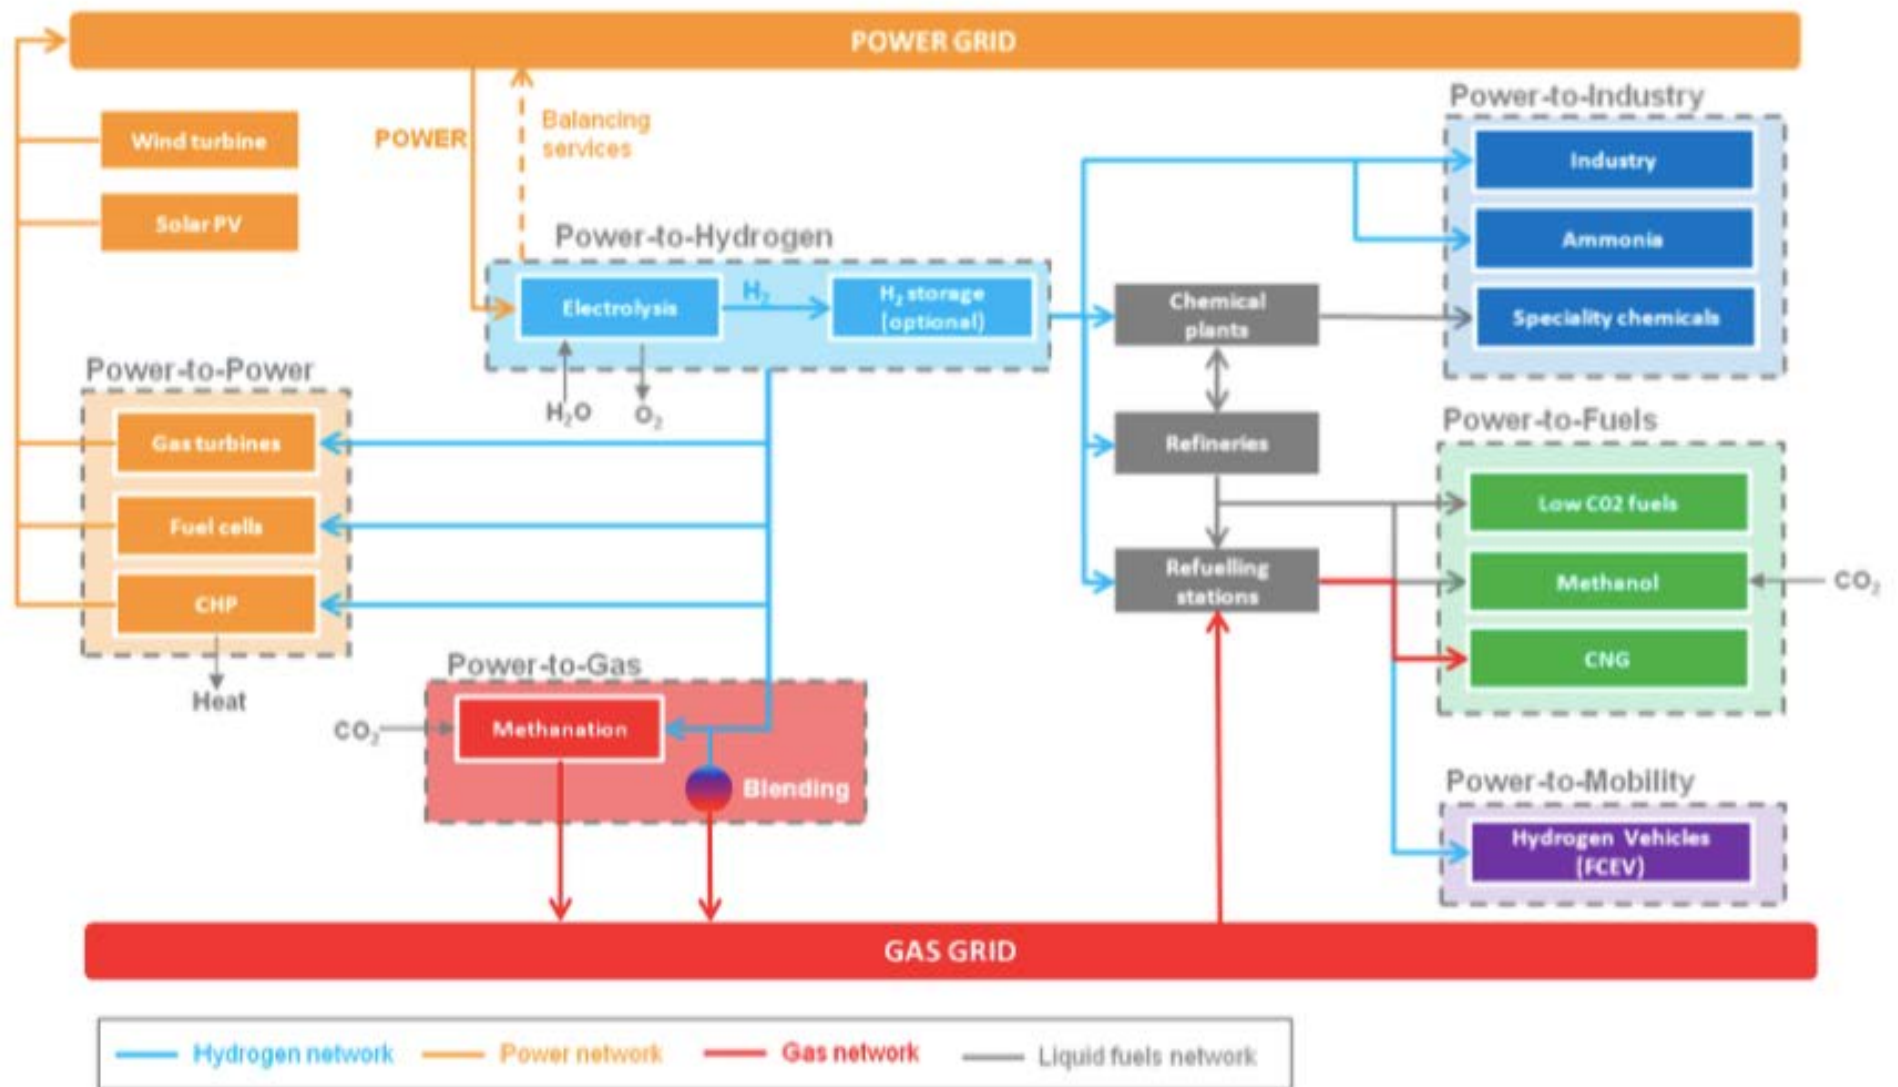 POWER GRID
Power-to-Industry
Wind turbine
POWER
Balancing
services
Industry
Solar PV
Power-to-Hydrogen
Ammonia
Electrolysis
H₂
H₂ storage
(optional)
Chemical
plants
Speciality chemicals
Power-to-Power
H₂O
O₂
Power-to-Fuels
Gas turbines
Refineries
Low C02 fuels
Fuel cells
CHP
Refuelling
stations
Methanol
CO₂
Heat
Power-to-Gas
CNG
CO₂
Methanation
Blending
Power-to-Mobility
Hydrogen Vehicles
(FCEV)
GAS GRID
Hydrogen network
Power network
Gas network
Liquid fuels network